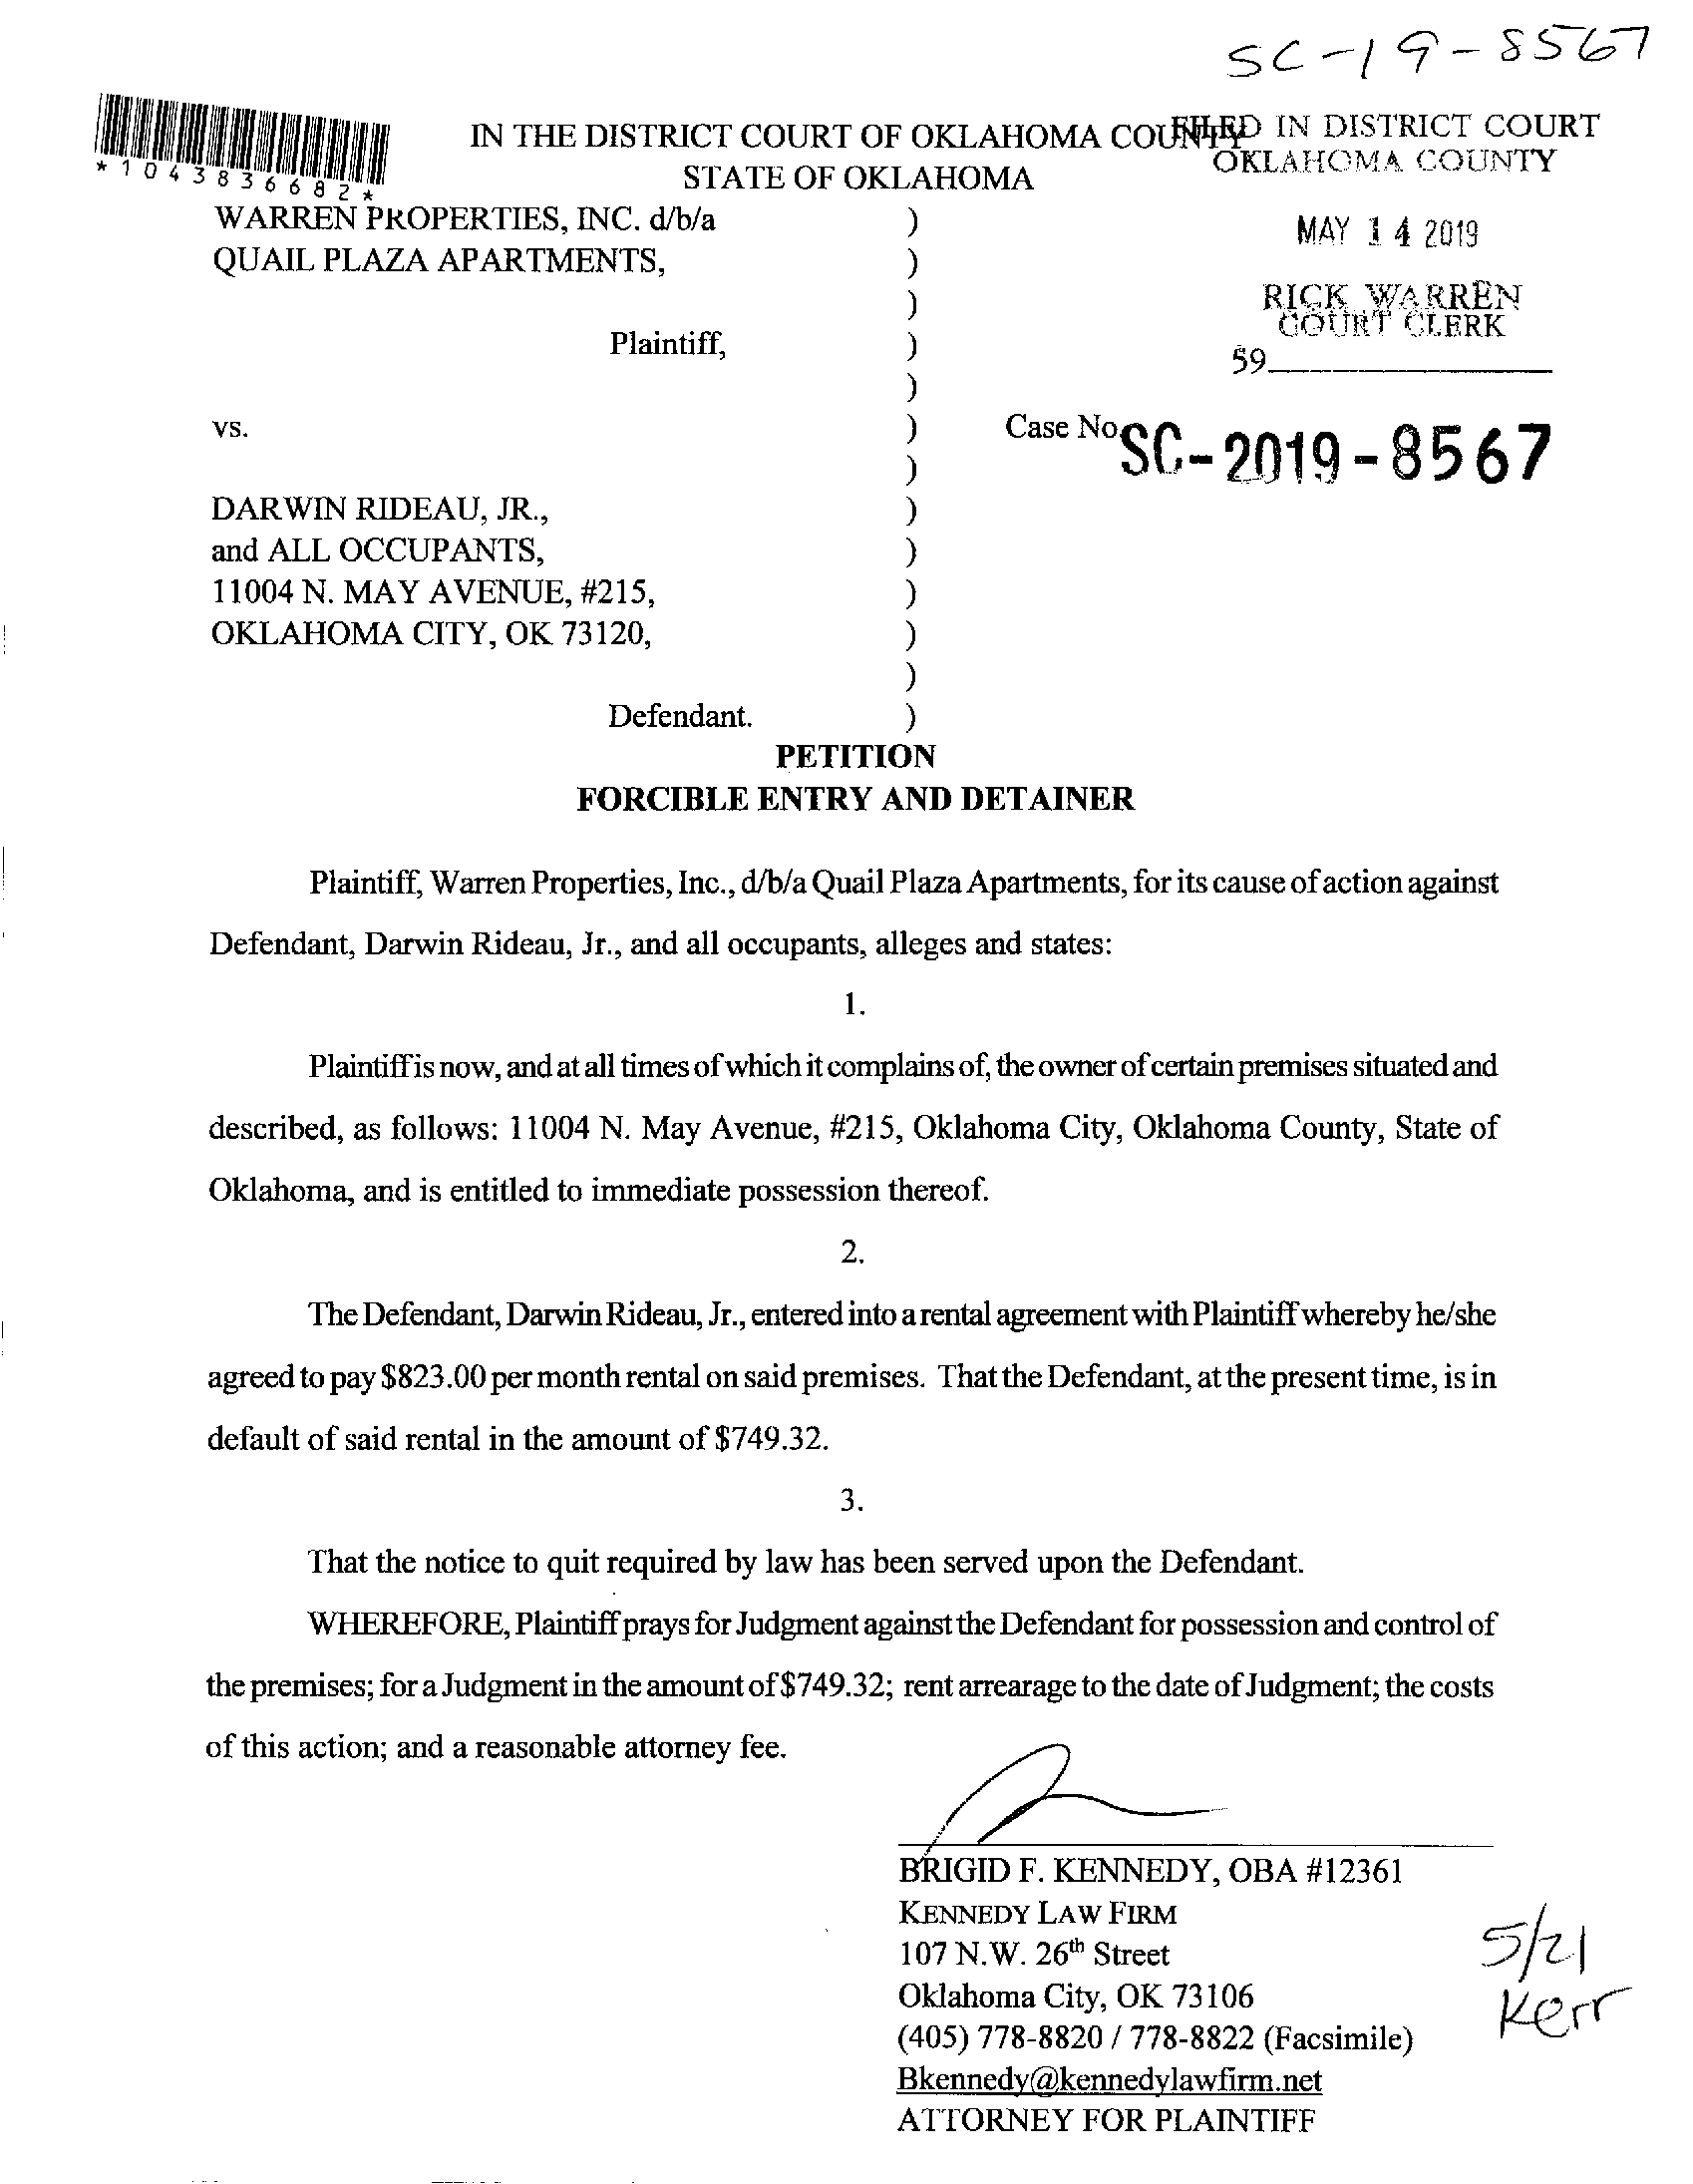 SC-19-8567
*1043836682*
IN THE DISTRICT COURT OF OKLAHOMA COUNTY
STATE OF OKLAHOMA
FILED IN DISTRICT COURT
OKLAHOMA COUNTY
MAY 14 2019
RICK WARREN
COURT CLERK
59
WARREN PROPERTIES, INC. d/b/a )
QUAIL PLAZA APARTMENTS, )
)
Plaintiff, )
)
vs. ) Case No. SC-2019-8567
)
DARWIN RIDEAU, JR., )
and ALL OCCUPANTS, )
11004 N. MAY AVENUE, #215, )
OKLAHOMA CITY, OK 73120, )
)
Defendant. )
PETITION
FORCIBLE ENTRY AND DETAINER
Plaintiff, Warren Properties, Inc., d/b/a Quail Plaza Apartments, for its cause of action against
Defendant, Darwin Rideau, Jr., and all occupants, alleges and states:
1.
Plaintiff is now, and at all times of which it complains of, the owner of certain premises situated and
described, as follows: 11004 N. May Avenue, #215, Oklahoma City, Oklahoma County, State of
Oklahoma, and is entitled to immediate possession thereof.
2.
The Defendant, Darwin Rideau, Jr., entered into a rental agreement with Plaintiff whereby he/she
agreed to pay $823.00 per month rental on said premises. That the Defendant, at the present time, is in
default of said rental in the amount of $749.32.
3.
That the notice to quit required by law has been served upon the Defendant.
WHEREFORE, Plaintiff prays for Judgment against the Defendant for possession and control of
the premises; for a Judgment in the amount of $749.32; rent arrearage to the date of Judgment; the costs
of this action; and a reasonable attorney fee.
BRIGID F. KENNEDY, OBA #12361
KENNEDY LAW FIRM
107 N.W. 26th Street
Oklahoma City, OK 73106
(405) 778-8820 / 778-8822 (Facsimile)
Bkennedy@kennedylawfirm.net
ATTORNEY FOR PLAINTIFF
5/21
Kerr